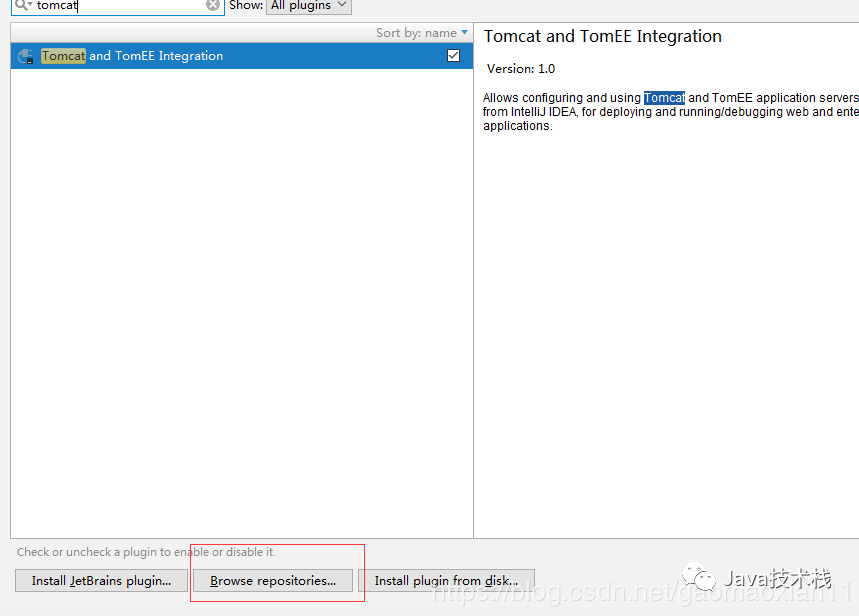 tomcat
Show: All plugins
Sort by: name
Tomcat and TomEE Integration
Tomcat and TomEE Integration
Version: 1.0
Allows configuring and using Tomcat and TomEE application servers
from IntelliJ IDEA, for deploying and running/debugging web and ente
applications.
Check or uncheck a plugin to enable or disable it.
Install JetBrains plugin...
Browse repositories...
Install plugin from disk...
Java技术栈
https://blog.csdn.net/gaomaoxian11